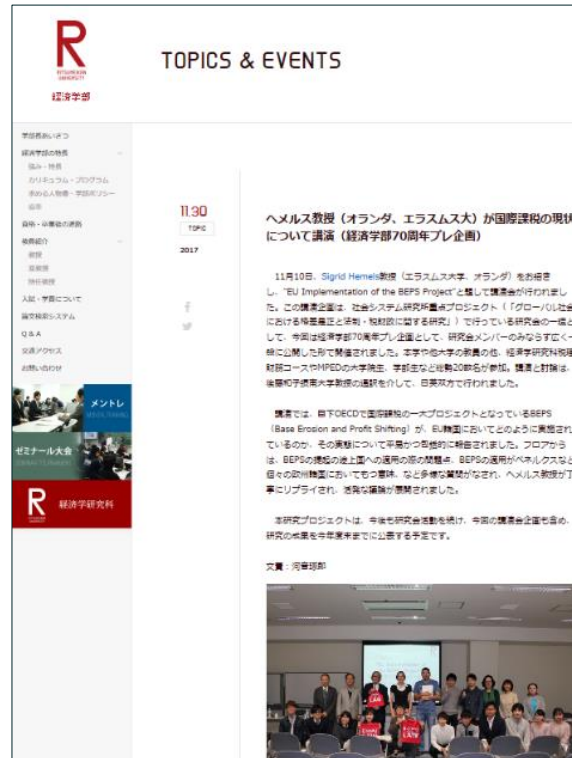 R
RITSUMEIKAN
UNIVERSITY
経済学部
TOPICS & EVENTS
学部長あいさつ
経済学部の特長
強み・特長
カリキュラム・プログラム
求める人物像・学部ポリシー
沿革
資格・卒業後の進路
教員紹介
教授
准教授
特任教授
入試・学費について
論文検索システム
Q & A
交通アクセス
お問い合わせ
メントレ
ゼミナール大会
R 経済学研究科
11.30
TOPIC
2017
ヘメルス教授（オランダ、エラスムス大）が国際課税の現状
について講演（経済学部70周年プレ企画）
11月10日、Sigrid Hemels教授（エラスムス大学、オランダ）をお招き
し、"EU Implementation of the BEPS Project"と題して講演会が行われまし
た。この講演企画は、社会システム研究所重点プロジェクト（「グローバル社会
における格差是正と法制・税財政に関する研究」）で行っている研究会の一環と
して、今回は経済学部70周年プレ企画として、研究会メンバーのみならず広く一
般に公開した形で開催されました。本学や他大学の教員の他、経済学研究科税理
財務コースやMPEDの大学院生、学部生など総勢20数名が参加。講演と討論は、
後藤和子摂南大学教授の通訳を介して、日英双方で行われました。
講演では、目下OECDで国際課税の一大プロジェクトとなっているBEPS
（Base Erosion and Profit Shifting）が、EU諸国においてどのように実施され
ているのか、その実態について平易かつ包括的に報告されました。フロアから
は、BEPSの提起の途上国への適用の際の問題点、BEPSの適用がベネルクスなど
個々の欧州諸国においてもつ意味、など多様な質問がなされ、ヘメルス教授が丁
寧にリプライされ、活発な議論が展開されました。
本研究プロジェクトは、今後も研究会活動を続け、今回の講演会企画も含め、
研究の成果を今年度末までに公表する予定です。
文責：河音琢郎